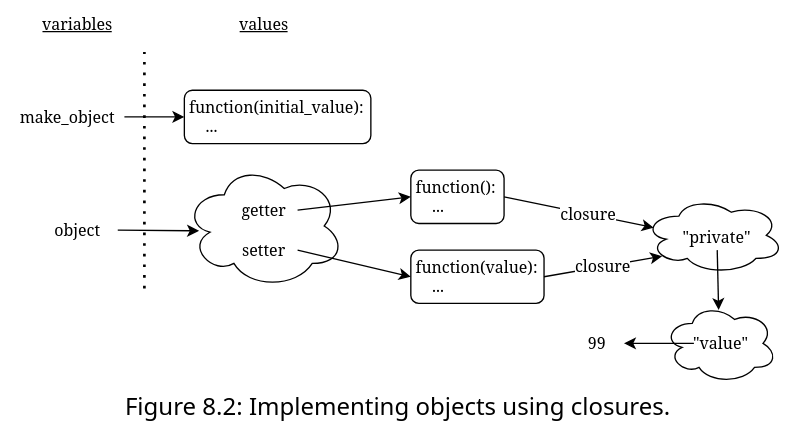 variables values
make_object
function(initial_value):
...
object
getter
setter
function():
...
function(value):
...
closure
closure
"private"
"value"
99
Figure 8.2: Implementing objects using closures.